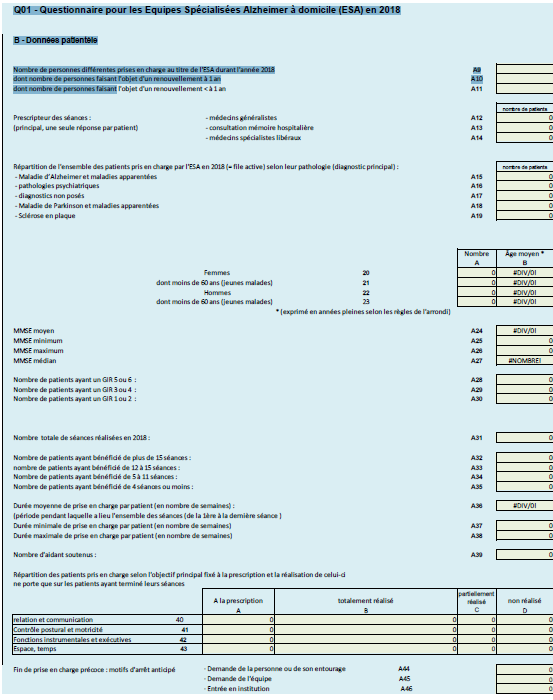 Q01 - Questionnaire pour les Equipes Spécialisées Alzheimer à domicile (ESA) en 2018
B - Données patientèle
Nombre de personnes différentes prises en charge au titre de l'ESA durant l'année 2018 A9
dont nombre de personnes faisant l'objet d'un renouvellement à 1 an A10
dont nombre de personnes faisant l'objet d'un renouvellement < à 1 an A11
nombre de patients
Prescripteur des séances : - médecins généralistes A12 0
(principal, une seule réponse par patient) - consultation mémoire hospitalière A13 0
- médecins spécialistes libéraux A14 0
Répartition de l'ensemble des patients pris en charge par l'ESA en 2018 (= file active) selon leur pathologie (diagnostic principal) : nombre de patients
- Maladie d'Alzheimer et maladies apparentées A15 0
- pathologies psychiatriques A16 0
- diagnostics non posés A17 0
- Maladie de Parkinson et maladies apparentées A18 0
- Sclérose en plaque A19 0
Nombre Âge moyen *
A B
Femmes 20 0 #DIV/0!
dont moins de 60 ans (jeunes malades) 21 0 #DIV/0!
Hommes 22 0 #DIV/0!
dont moins de 60 ans (jeunes malades) 23 0 #DIV/0!
* (exprimé en années pleines selon les règles de l'arrondi)
MMSE moyen A24 #DIV/0!
MMSE minimum A25 0
MMSE maximum A26 0
MMSE médian A27 #NOMBRE!
Nombre de patients ayant un GIR 5 ou 6 : A28 0
Nombre de patients ayant un GIR 3 ou 4 : A29 0
Nombre de patients ayant un GIR 1 ou 2 : A30 0
Nombre totale de séances réalisées en 2018 : A31 0
Nombre de patients ayant bénéficié de plus de 15 séances : A32 0
nombre de patients ayant bénéficié de 12 à 15 séances : A33 0
Nombre de patients ayant bénéficié de 5 à 11 séances : A34 0
Nombre de patients ayant bénéficié de 4 séances ou moins : A35 0
Durée moyenne de prise en charge par patient (en nombre de semaines) : A36 #DIV/0!
(période pendant laquelle a lieu l'ensemble des séances (de la 1ère à la dernière séance )
Durée minimale de prise en charge par patient (en nombre de semaines) A37 0
Durée maximale de prise en charge par patient (en nombre de semaines) A38 0
Nombre d'aidant soutenus : A39 0
Répartition des patients pris en charge selon l'objectif principal fixé à la prescription et la réalisation de celui-ci
ne porte que sur les patients ayant terminé leurs séances
A la prescription totalement réalisé partiellement réalisé non réalisé
A B C D
relation et communication 40 0 0 0 0
Contrôle postural et motricité 41 0 0 0 0
Fonctions instrumentales et exécutives 42 0 0 0 0
Espace, temps 43 0 0 0 0
Fin de prise en charge précoce : motifs d'arrêt anticipé - Demande de la personne ou de son entourage A44 0
- Demande de l'équipe A45 0
- Entrée en institution A46 0